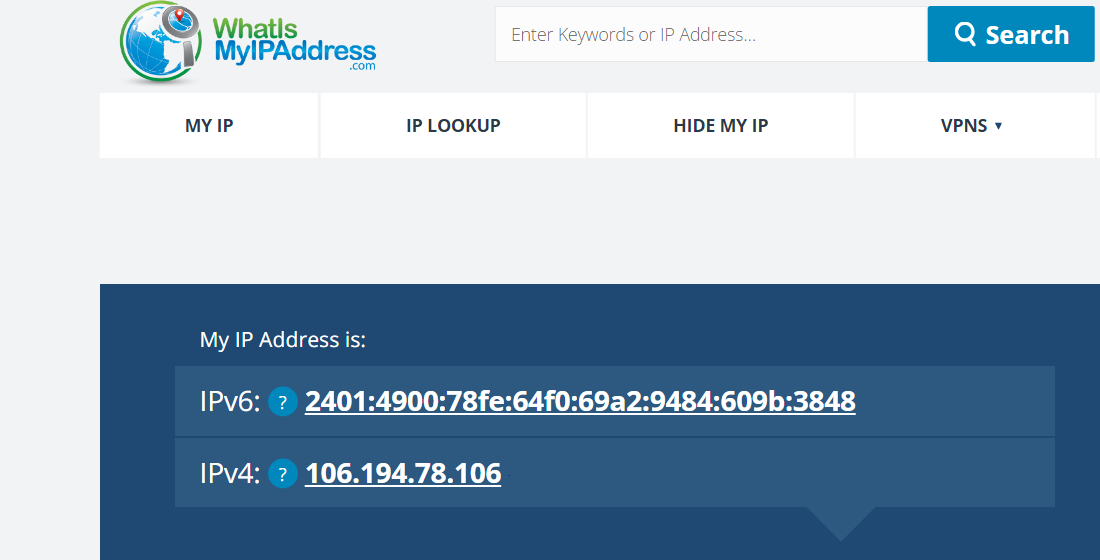 WhatIs
MyIPAddress
.com
Enter Keywords or IP Address...
Search
MY IP
IP LOOKUP
HIDE MY IP
VPNS ▾
My IP Address is:
IPv6: ? 2401:4900:78fe:64f0:69a2:9484:609b:3848
IPv4: ? 106.194.78.106